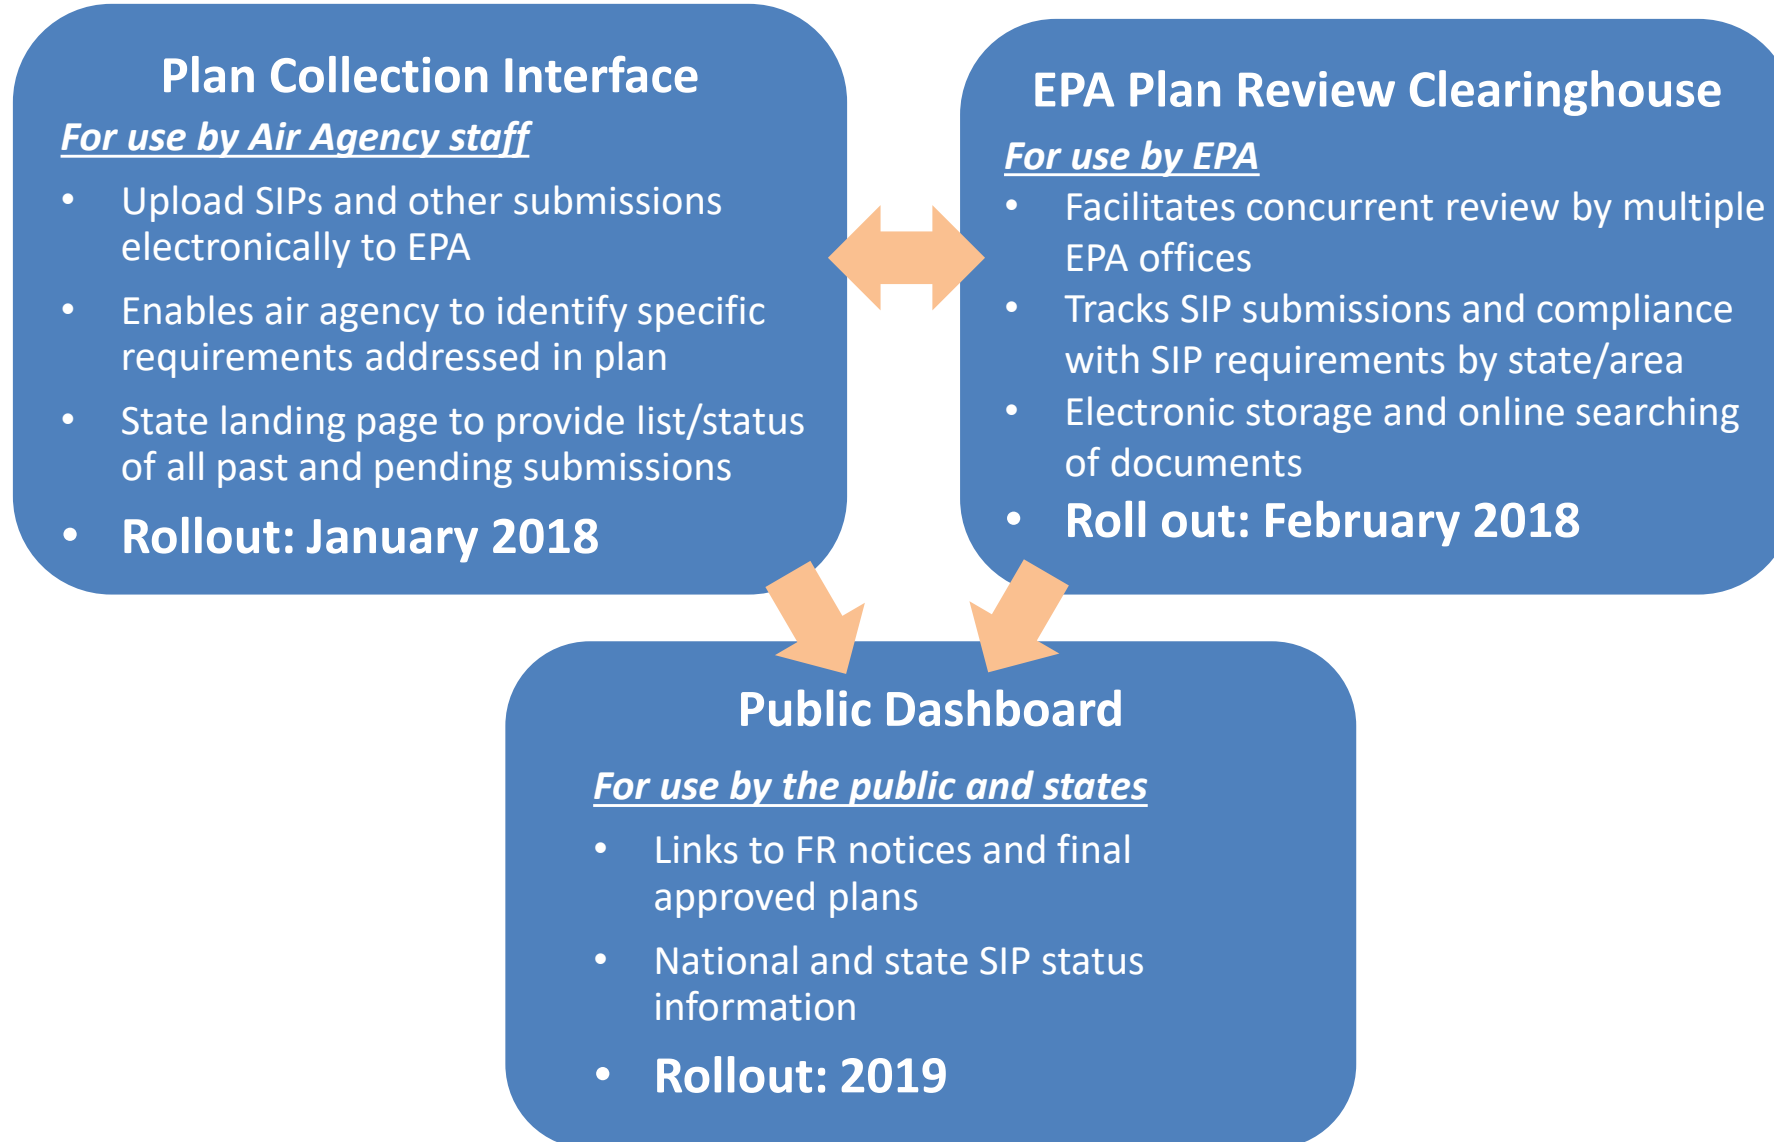 Plan Collection Interface
For use by Air Agency staff
• Upload SIPs and other submissions
electronically to EPA
• Enables air agency to identify specific
requirements addressed in plan
• State landing page to provide list/status
of all past and pending submissions
• Rollout: January 2018
EPA Plan Review Clearinghouse
For use by EPA
• Facilitates concurrent review by multiple
EPA offices
• Tracks SIP submissions and compliance
with SIP requirements by state/area
• Electronic storage and online searching
of documents
• Roll out: February 2018
Public Dashboard
For use by the public and states
• Links to FR notices and final
approved plans
• National and state SIP status
information
• Rollout: 2019